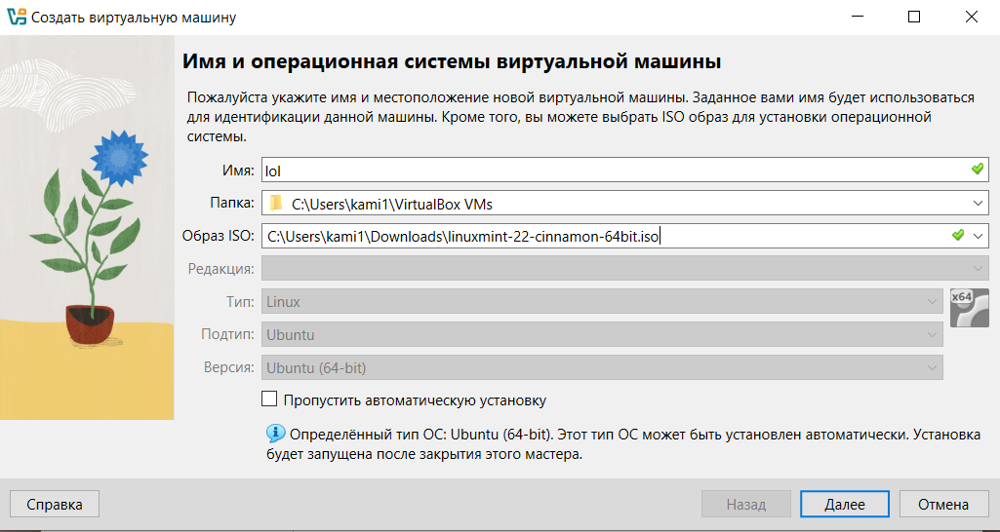 Создать виртуальную машину
Имя и операционная системы виртуальной машины
Пожалуйста укажите имя и местоположение новой виртуальной машины. Заданное вами имя будет использоваться
для идентификации данной машины. Кроме того, вы можете выбрать ISO образ для установки операционной
системы.
Имя: lol
Папка: C:\Users\kami1\VirtualBox VMs
Образ ISO: C:\Users\kami1\Downloads\linuxmint-22-cinnamon-64bit.iso
Редакция:
Тип: Linux
x64
Подтип: Ubuntu
Версия: Ubuntu (64-bit)
Пропустить автоматическую установку
Определённый тип ОС: Ubuntu (64-bit). Этот тип ОС может быть установлен автоматически. Установка
будет запущена после закрытия этого мастера.
Справка Назад Далее Отмена